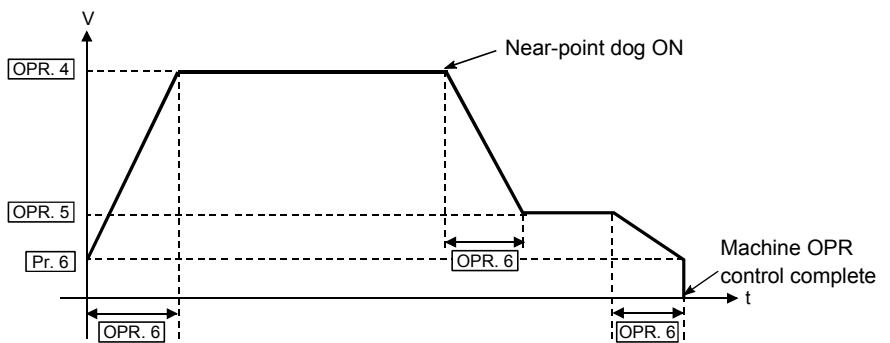 V
OPR. 4
Near-point dog ON
OPR. 5
OPR. 6
Pr. 6
Machine OPR
control complete
t
OPR. 6
OPR. 6